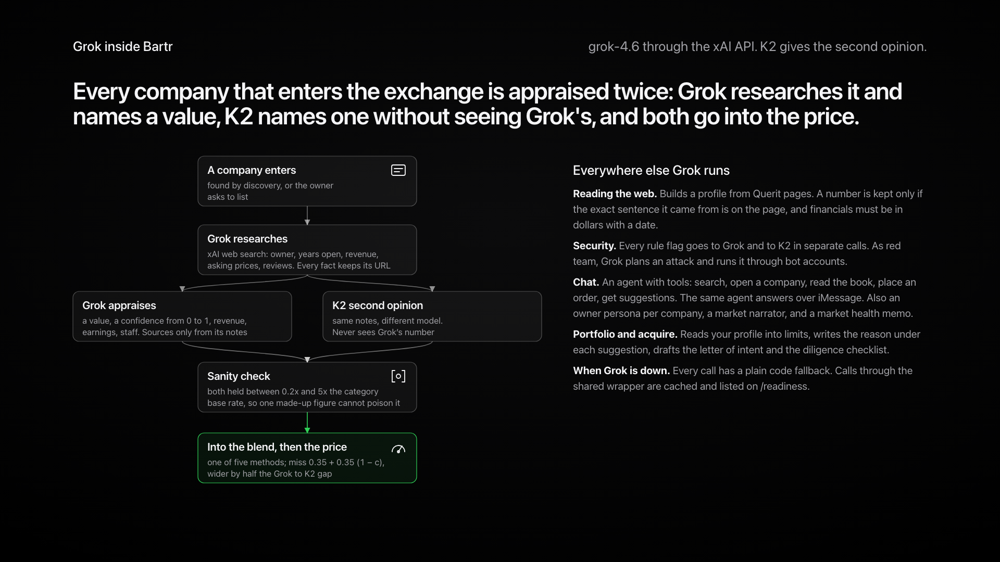 Grok inside Bartr
grok-4.6 through the xAI API. K2 gives the second opinion.
Every company that enters the exchange is appraised twice: Grok researches it and
names a value, K2 names one without seeing Grok's, and both go into the price.
A company enters
found by discovery, or the owner
asks to list
Grok researches
xAI web search: owner, years open, revenue,
asking prices, reviews. Every fact keeps its URL
Grok appraises
a value, a confidence from 0 to 1, revenue,
earnings, staff. Sources only from its notes
K2 second opinion
same notes, different model.
Never sees Grok’s number
Sanity check
both held between 0.2x and 5x the category
base rate, so one made-up figure cannot poison it
Into the blend, then the price
one of five methods; miss 0.35 + 0.35 (1 − c),
wider by half the Grok to K2 gap
Everywhere else Grok runs
Reading the web. Builds a profile from Querit pages. A number is kept only if
the exact sentence it came from is on the page, and financials must be in
dollars with a date.
Security. Every rule flag goes to Grok and to K2 in separate calls. As red
team, Grok plans an attack and runs it through bot accounts.
Chat. An agent with tools: search, open a company, read the book, place an
order, get suggestions. The same agent answers over iMessage. Also an
owner persona per company, a market narrator, and a market health memo.
Portfolio and acquire. Reads your profile into limits, writes the reason under
each suggestion, drafts the letter of intent and the diligence checklist.
When Grok is down. Every call has a plain code fallback. Calls through the
shared wrapper are cached and listed on /readiness.